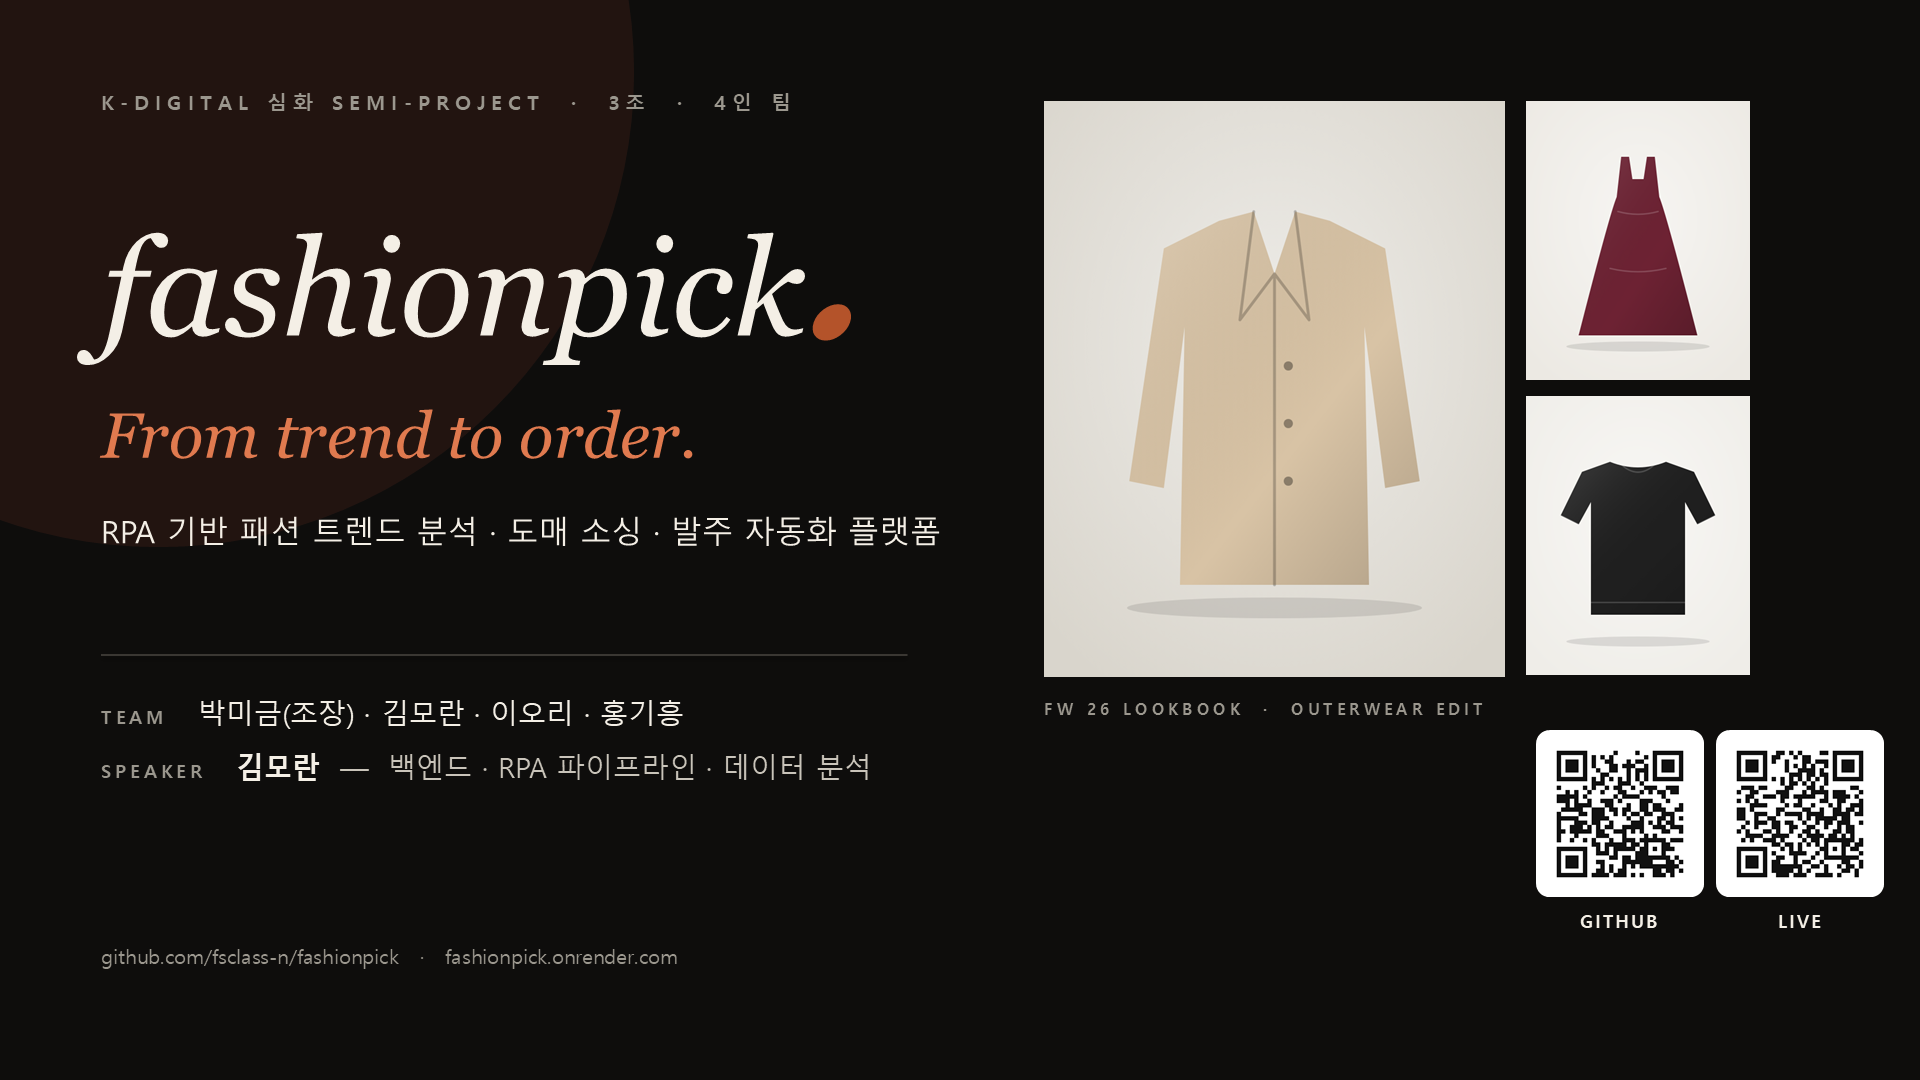 K-DIGITAL 심화 SEMI-PROJECT · 3조 · 4인 팀
fashionpick.
From trend to order.
RPA 기반 패션 트렌드 분석 · 도매 소싱 · 발주 자동화 플랫폼
TEAM 박미금(조장) · 김모란 · 이오리 · 홍기흥
SPEAKER 김모란 — 백엔드 · RPA 파이프라인 · 데이터 분석
github.com/fsclass-n/fashionpick · fashionpick.onrender.com
FW 26 LOOKBOOK · OUTERWEAR EDIT
GITHUB
LIVE